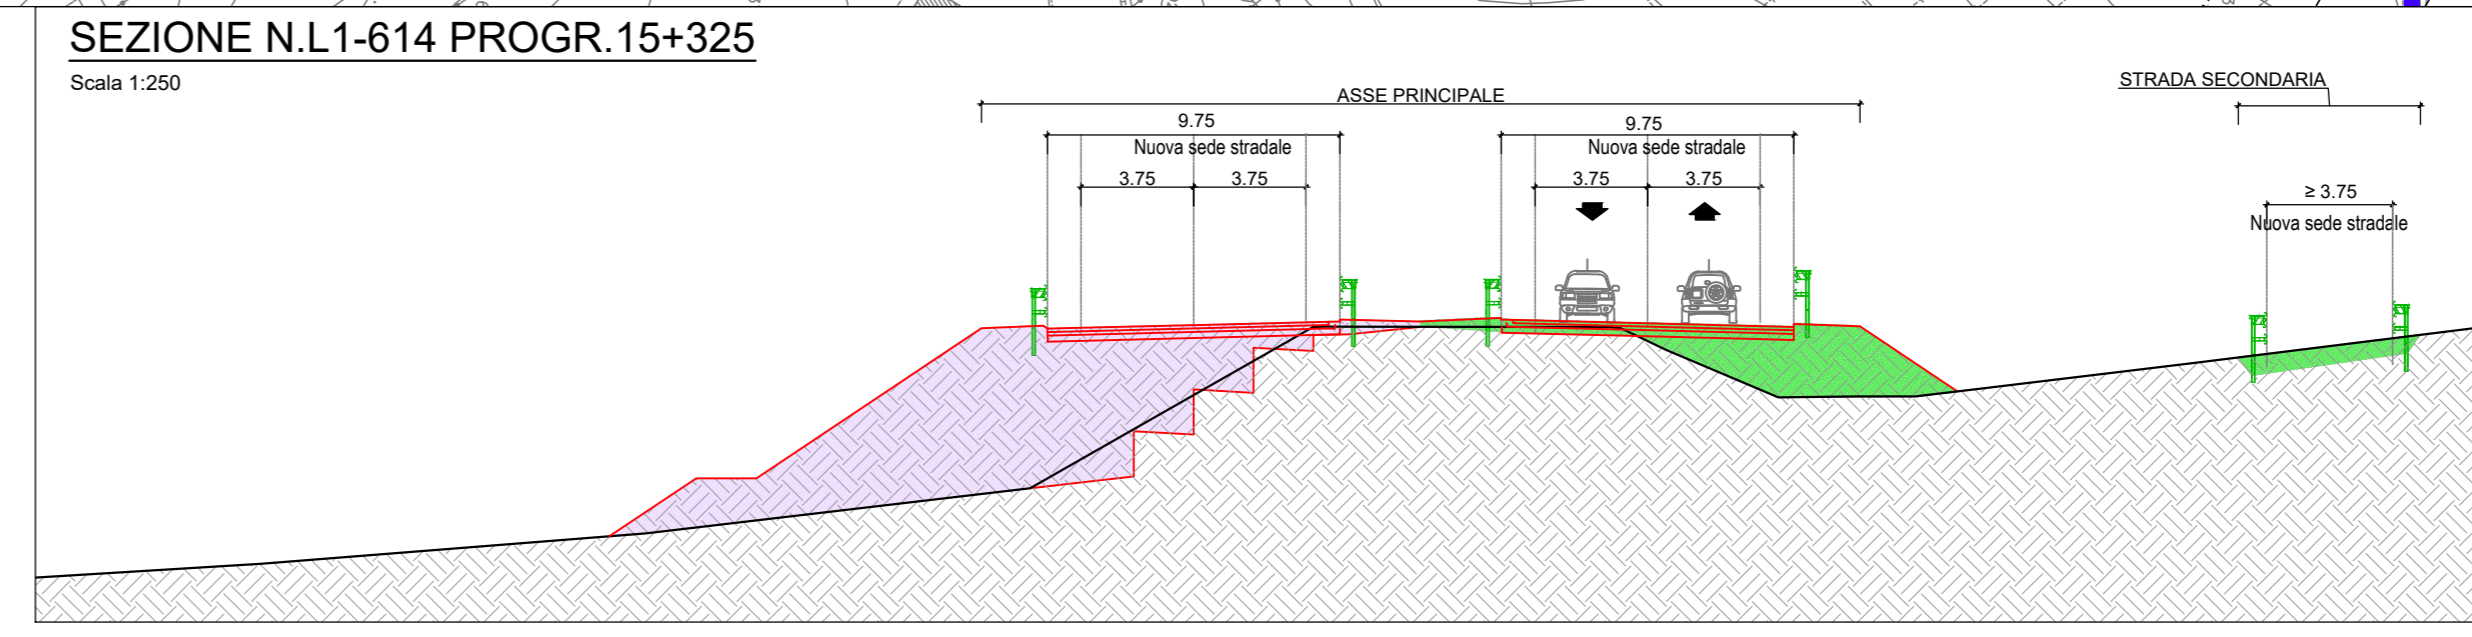 SEZIONE N.L1-614 PROGR.15+325
Scala 1:250
ASSE PRINCIPALE
STRADA SECONDARIA
9.75
9.75
Nuova sede stradale
Nuova sede stradale
3.75
3.75
3.75
3.75
≥ 3.75
Nuova sede stradale